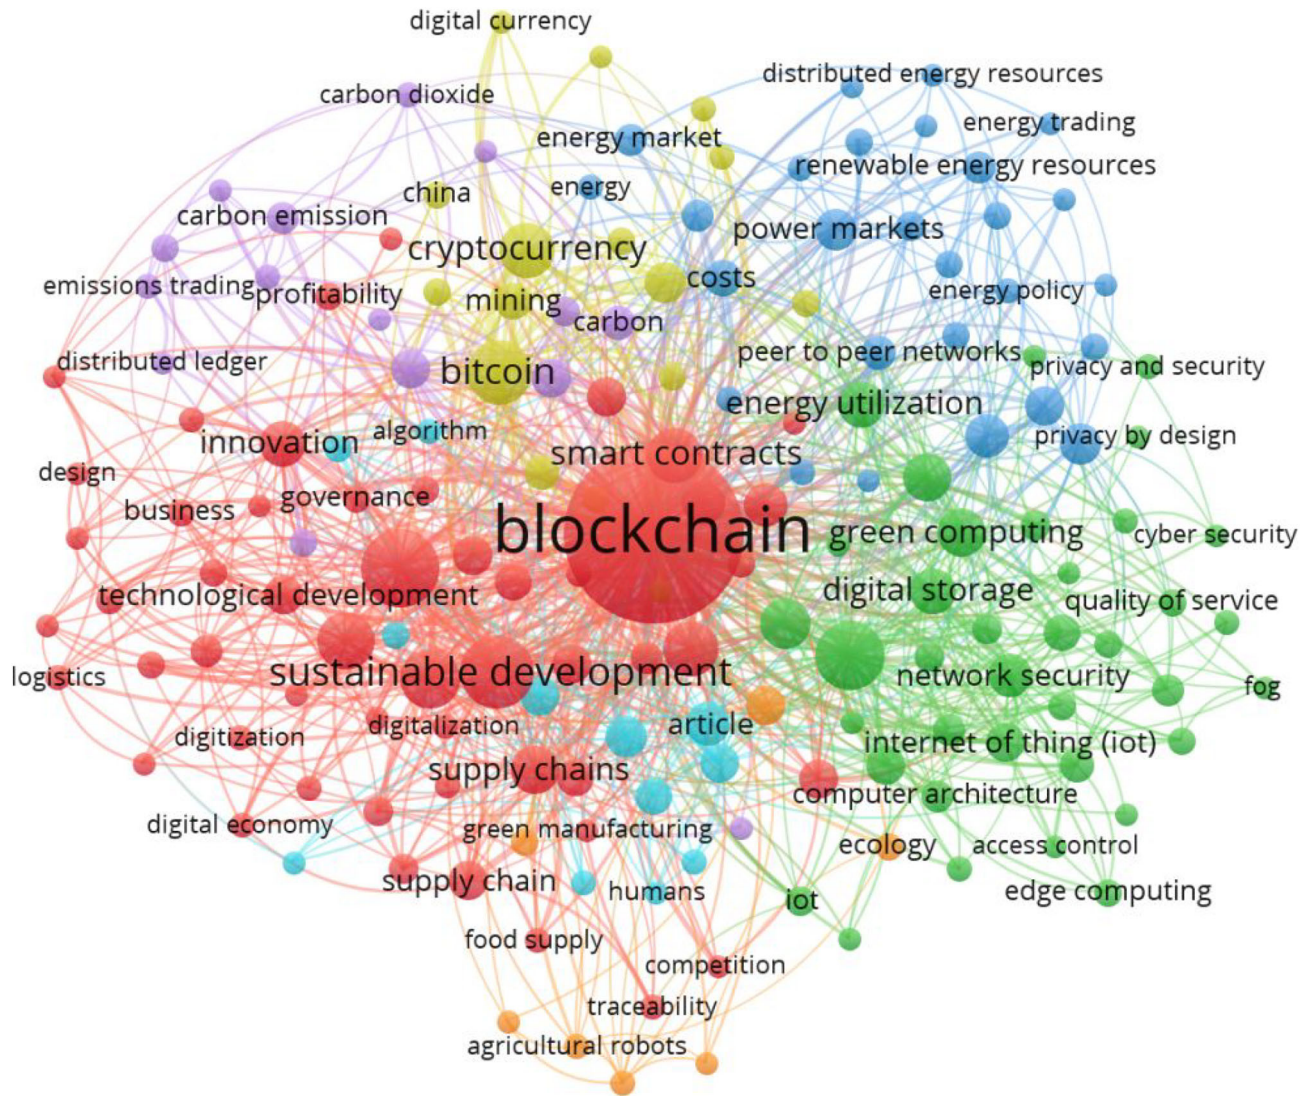 digital currency
distributed energy resources
carbon dioxide
energy trading
energy market
renewable energy resources
china
energy
carbon emission
power markets
cryptocurrency
costs
emissions trading
profitability
energy policy
mining
carbon
peer to peer networks
distributed ledger
privacy and security
bitcoin
energy utilization
algorithm
privacy by design
innovation
smart contracts
design
governance
business
blockchain
green computing
cyber security
digital storage
technological development
quality of service
sustainable development
logistics
network security
fog
digitalization
article
digitization
internet of thing (iot)
supply chains
computer architecture
digital economy
green manufacturing
ecology
access control
supply chain
humans
edge computing
iot
food supply
competition
traceability
agricultural robots